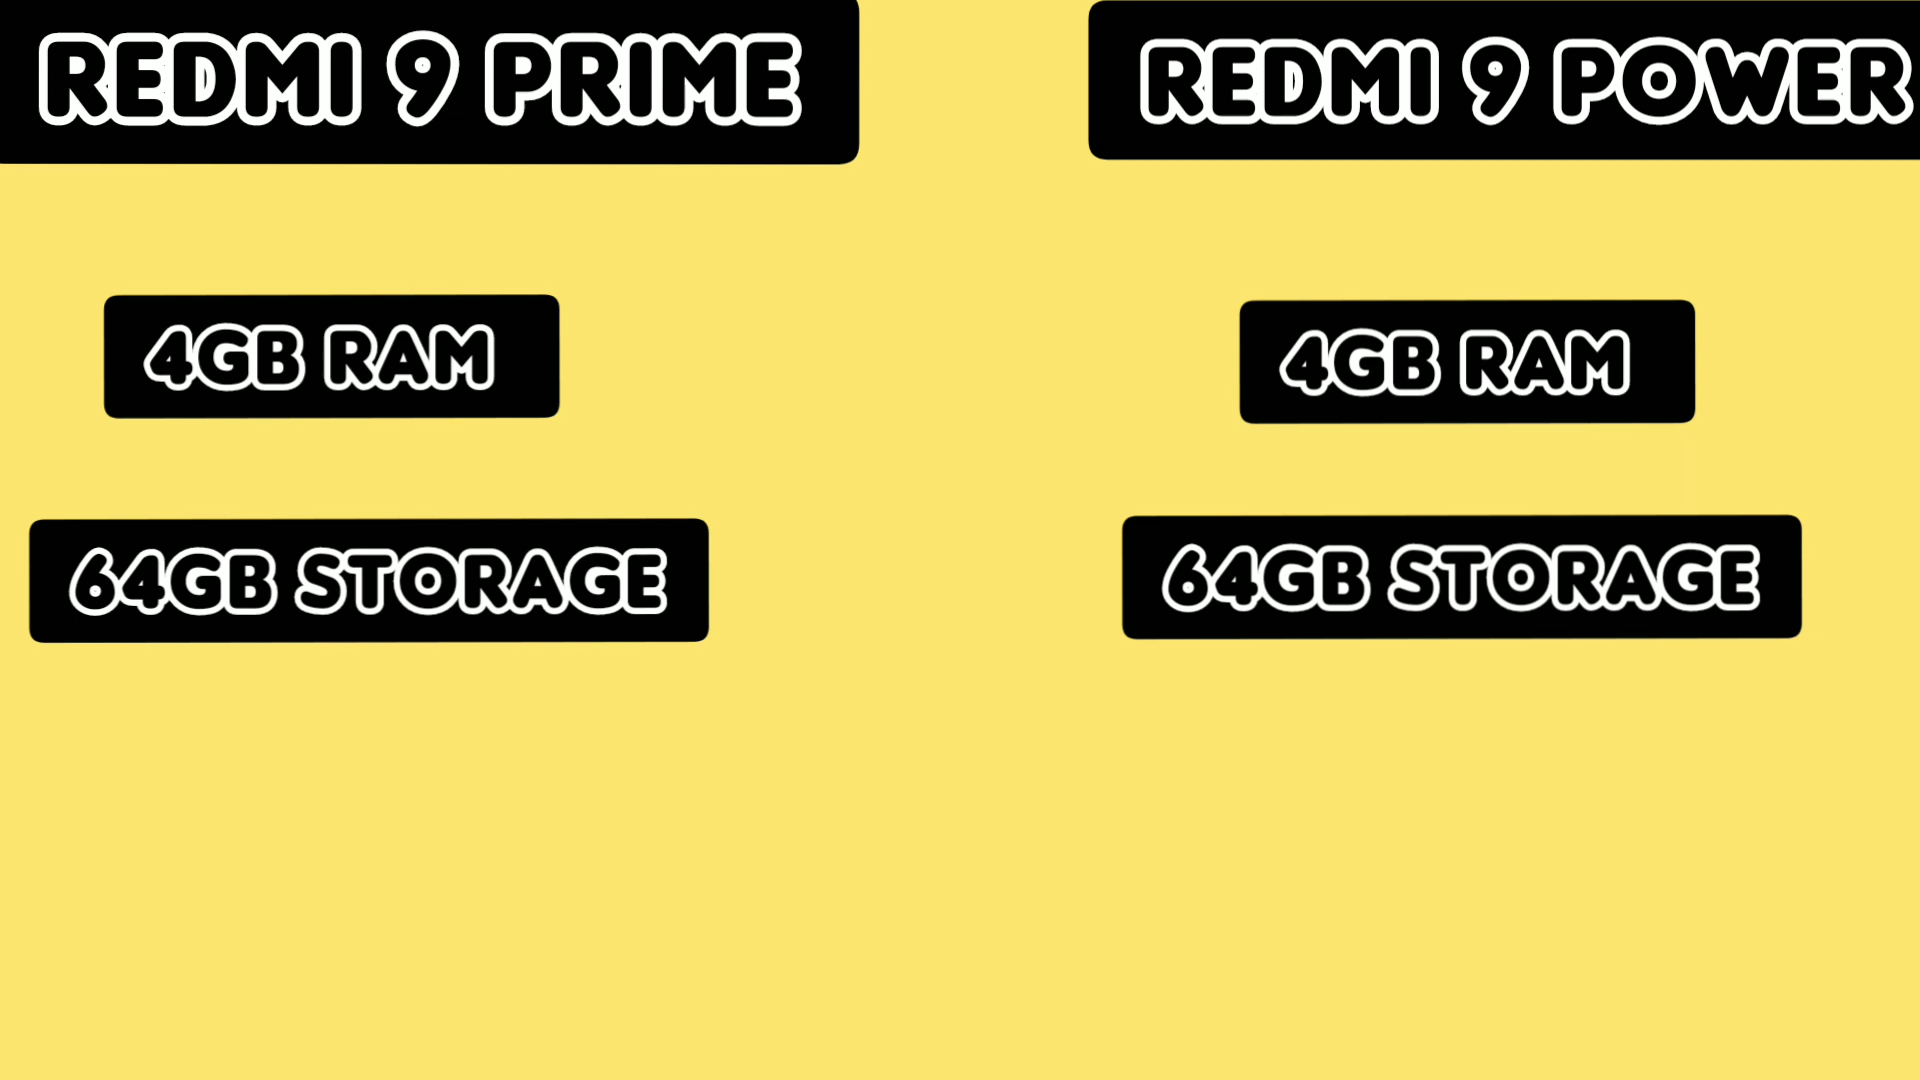 REDMI 9 PRIME
REDMI 9 POWER
4GB RAM
4GB RAM
64GB STORAGE
64GB STORAGE